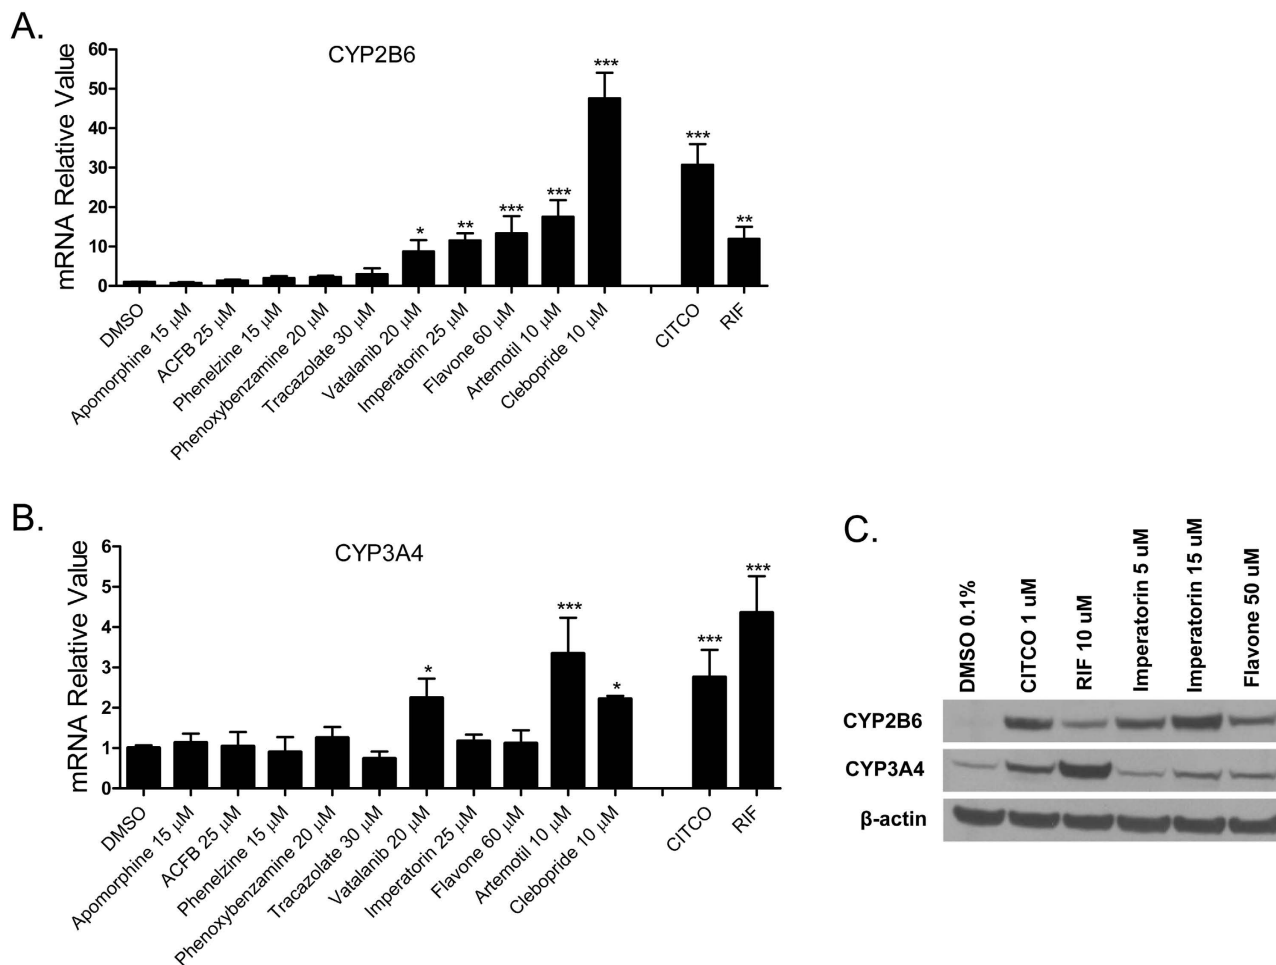 A.
CYP2B6
mRNA Relative Value
60
50
40
30
20
10
0
*
**
***
***
***
***
**
DMSO
Apomorphine 15 μM
ACFB 25 μM
Phenelzine 15 μM
Phenoxybenzamine 20 μM
Tracazolate 30 μM
Vatalanib 20 μM
Imperatorin 25 μM
Flavone 60 μM
Artemotil 10 μM
Clebopride 10 μM
CITCO
RIF
B.
CYP3A4
mRNA Relative Value
6
5
4
3
2
1
0
*
***
*
***
***
DMSO
Apomorphine 15 μM
ACFB 25 μM
Phenelzine 15 μM
Phenoxybenzamine 20 μM
Tracazolate 30 μM
Vatalanib 20 μM
Imperatorin 25 μM
Flavone 60 μM
Artemotil 10 μM
Clebopride 10 μM
CITCO
RIF
C.
DMSO 0.1%
CITCO 1 uM
RIF 10 uM
Imperatorin 5 uM
Imperatorin 15 uM
Flavone 50 uM
CYP2B6
CYP3A4
β-actin